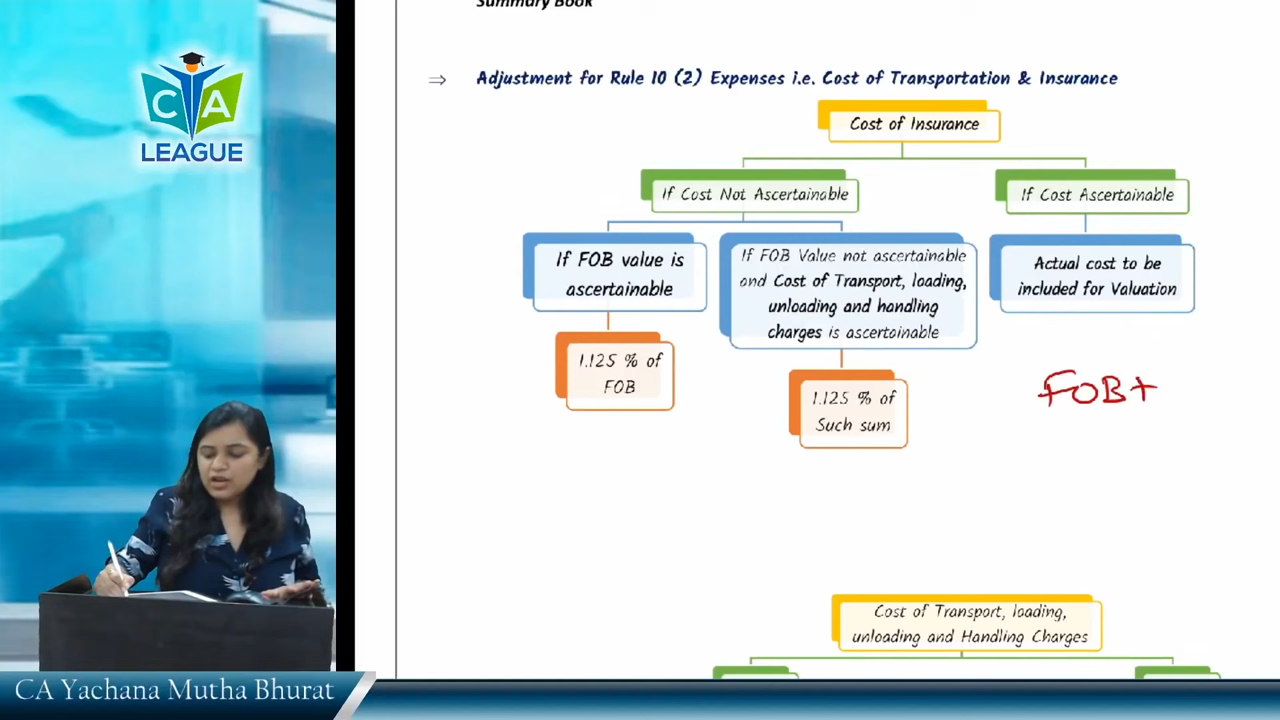 Summary Book
CA
LEAGUE
⇒ Adjustment for Rule 10 (2) Expenses i.e. Cost of Transportation & Insurance
Cost of Insurance
If Cost Not Ascertainable
If Cost Ascertainable
If FOB value is
ascertainable
If FOB Value not ascertainable
and Cost of Transport, loading,
unloading and handling
charges is ascertainable
Actual cost to be
included for Valuation
1.125 % of
FOB
1.125 % of
Such sum
FOB+
Cost of Transport, loading,
unloading and Handling Charges
CA Yachana Mutha Bhurat